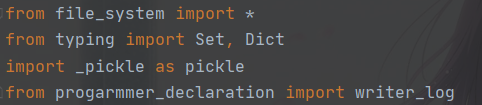 from file_system import *
from typing import Set, Dict
import _pickle as pickle
from progarmmer_declaration import writer_log